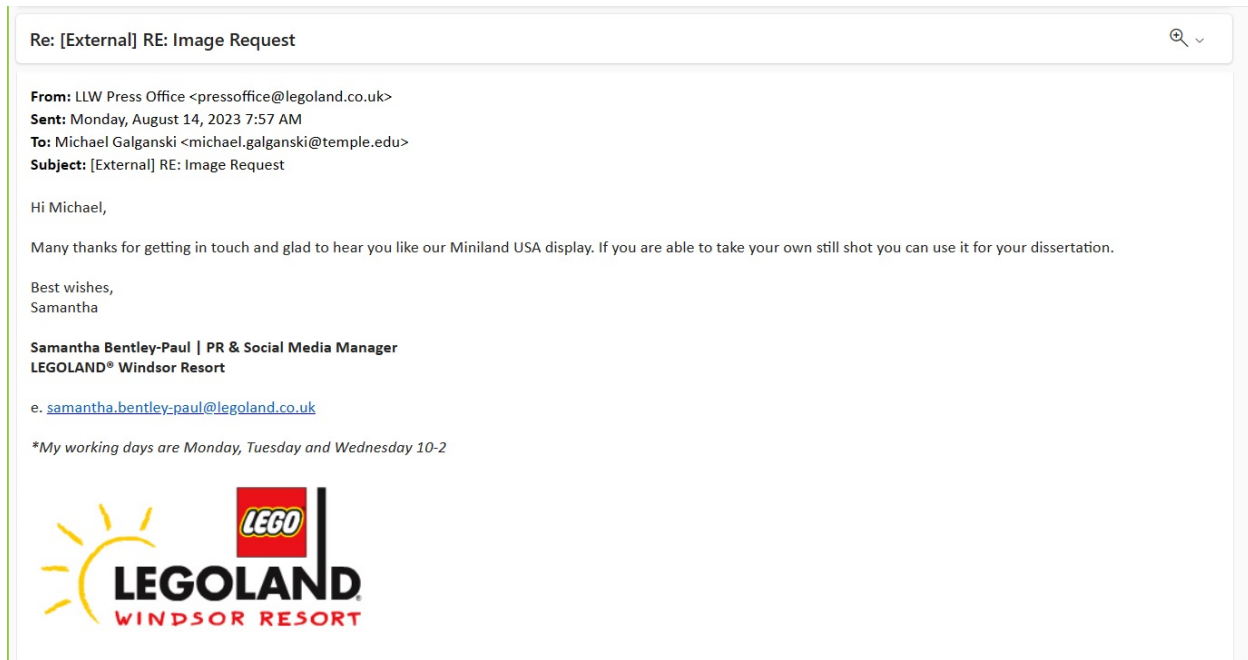 Re: [External] RE: Image Request
From: LLW Press Office <pressoffice@legoland.co.uk>
Sent: Monday, August 14, 2023 7:57 AM
To: Michael Galganski <michael.galganski@temple.edu>
Subject: [External] RE: Image Request
Hi Michael,
Many thanks for getting in touch and glad to hear you like our Miniland USA display. If you are able to take your own still shot you can use it for your dissertation.
Best wishes,
Samantha
Samantha Bentley-Paul | PR & Social Media Manager
LEGOLAND® Windsor Resort
e. samantha.bentley-paul@legoland.co.uk
*My working days are Monday, Tuesday and Wednesday 10-2
LEGO
LEGOLAND®
WINDSOR RESORT